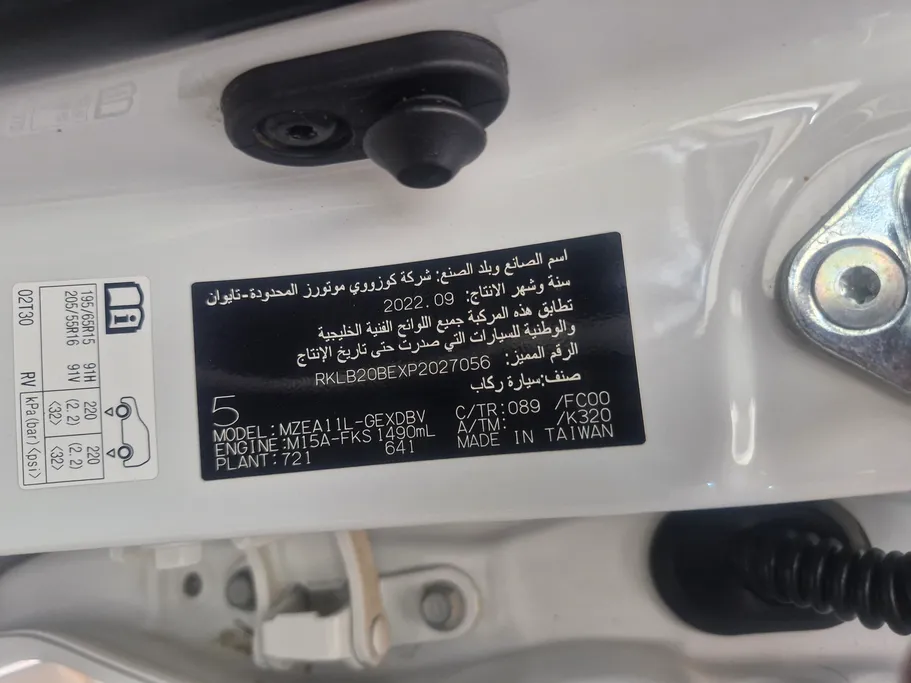 اسم الصانع وبلد الصنع: شركة كوزووي موتورز المحدودة-تايوان
سنة وشهر الانتاج: 2022.09
تطابق هذه المركبة جميع اللوائح الفنية الخليجية
والوطنية للسيارات التي صدرت حتى تاريخ الإنتاج
الرقم المميز: RKLB20BEXP2027056
صنف:سيارة ركاب
5
MODEL:MZEA11L-GEXDBV C/TR:089 /FC00
ENGINE:M15A-FKS 1490mL A/TM: /K320
PLANT:721 641 MADE IN TAIWAN
195/65R15 91H 220 (2.2) <32> 220 (2.2) <32>
205/55R16 91V
02T30 RV kPa(bar)<psi>